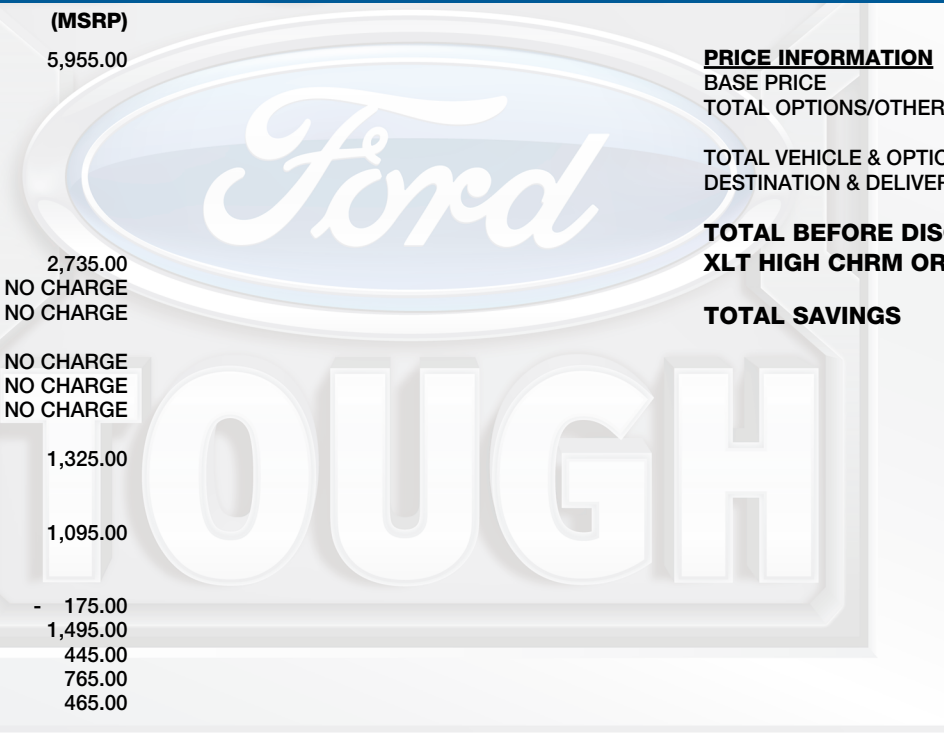 (MSRP)
5,955.00
2,735.00
NO CHARGE
NO CHARGE
NO CHARGE
NO CHARGE
NO CHARGE
1,325.00
1,095.00
- 175.00
1,495.00
445.00
765.00
465.00
PRICE INFORMATION
BASE PRICE
TOTAL OPTIONS/OTHER
TOTAL VEHICLE & OPTIO
DESTINATION & DELIVER
TOTAL BEFORE DIS
XLT HIGH CHRM OR
TOTAL SAVINGS
Ford
TOUGH